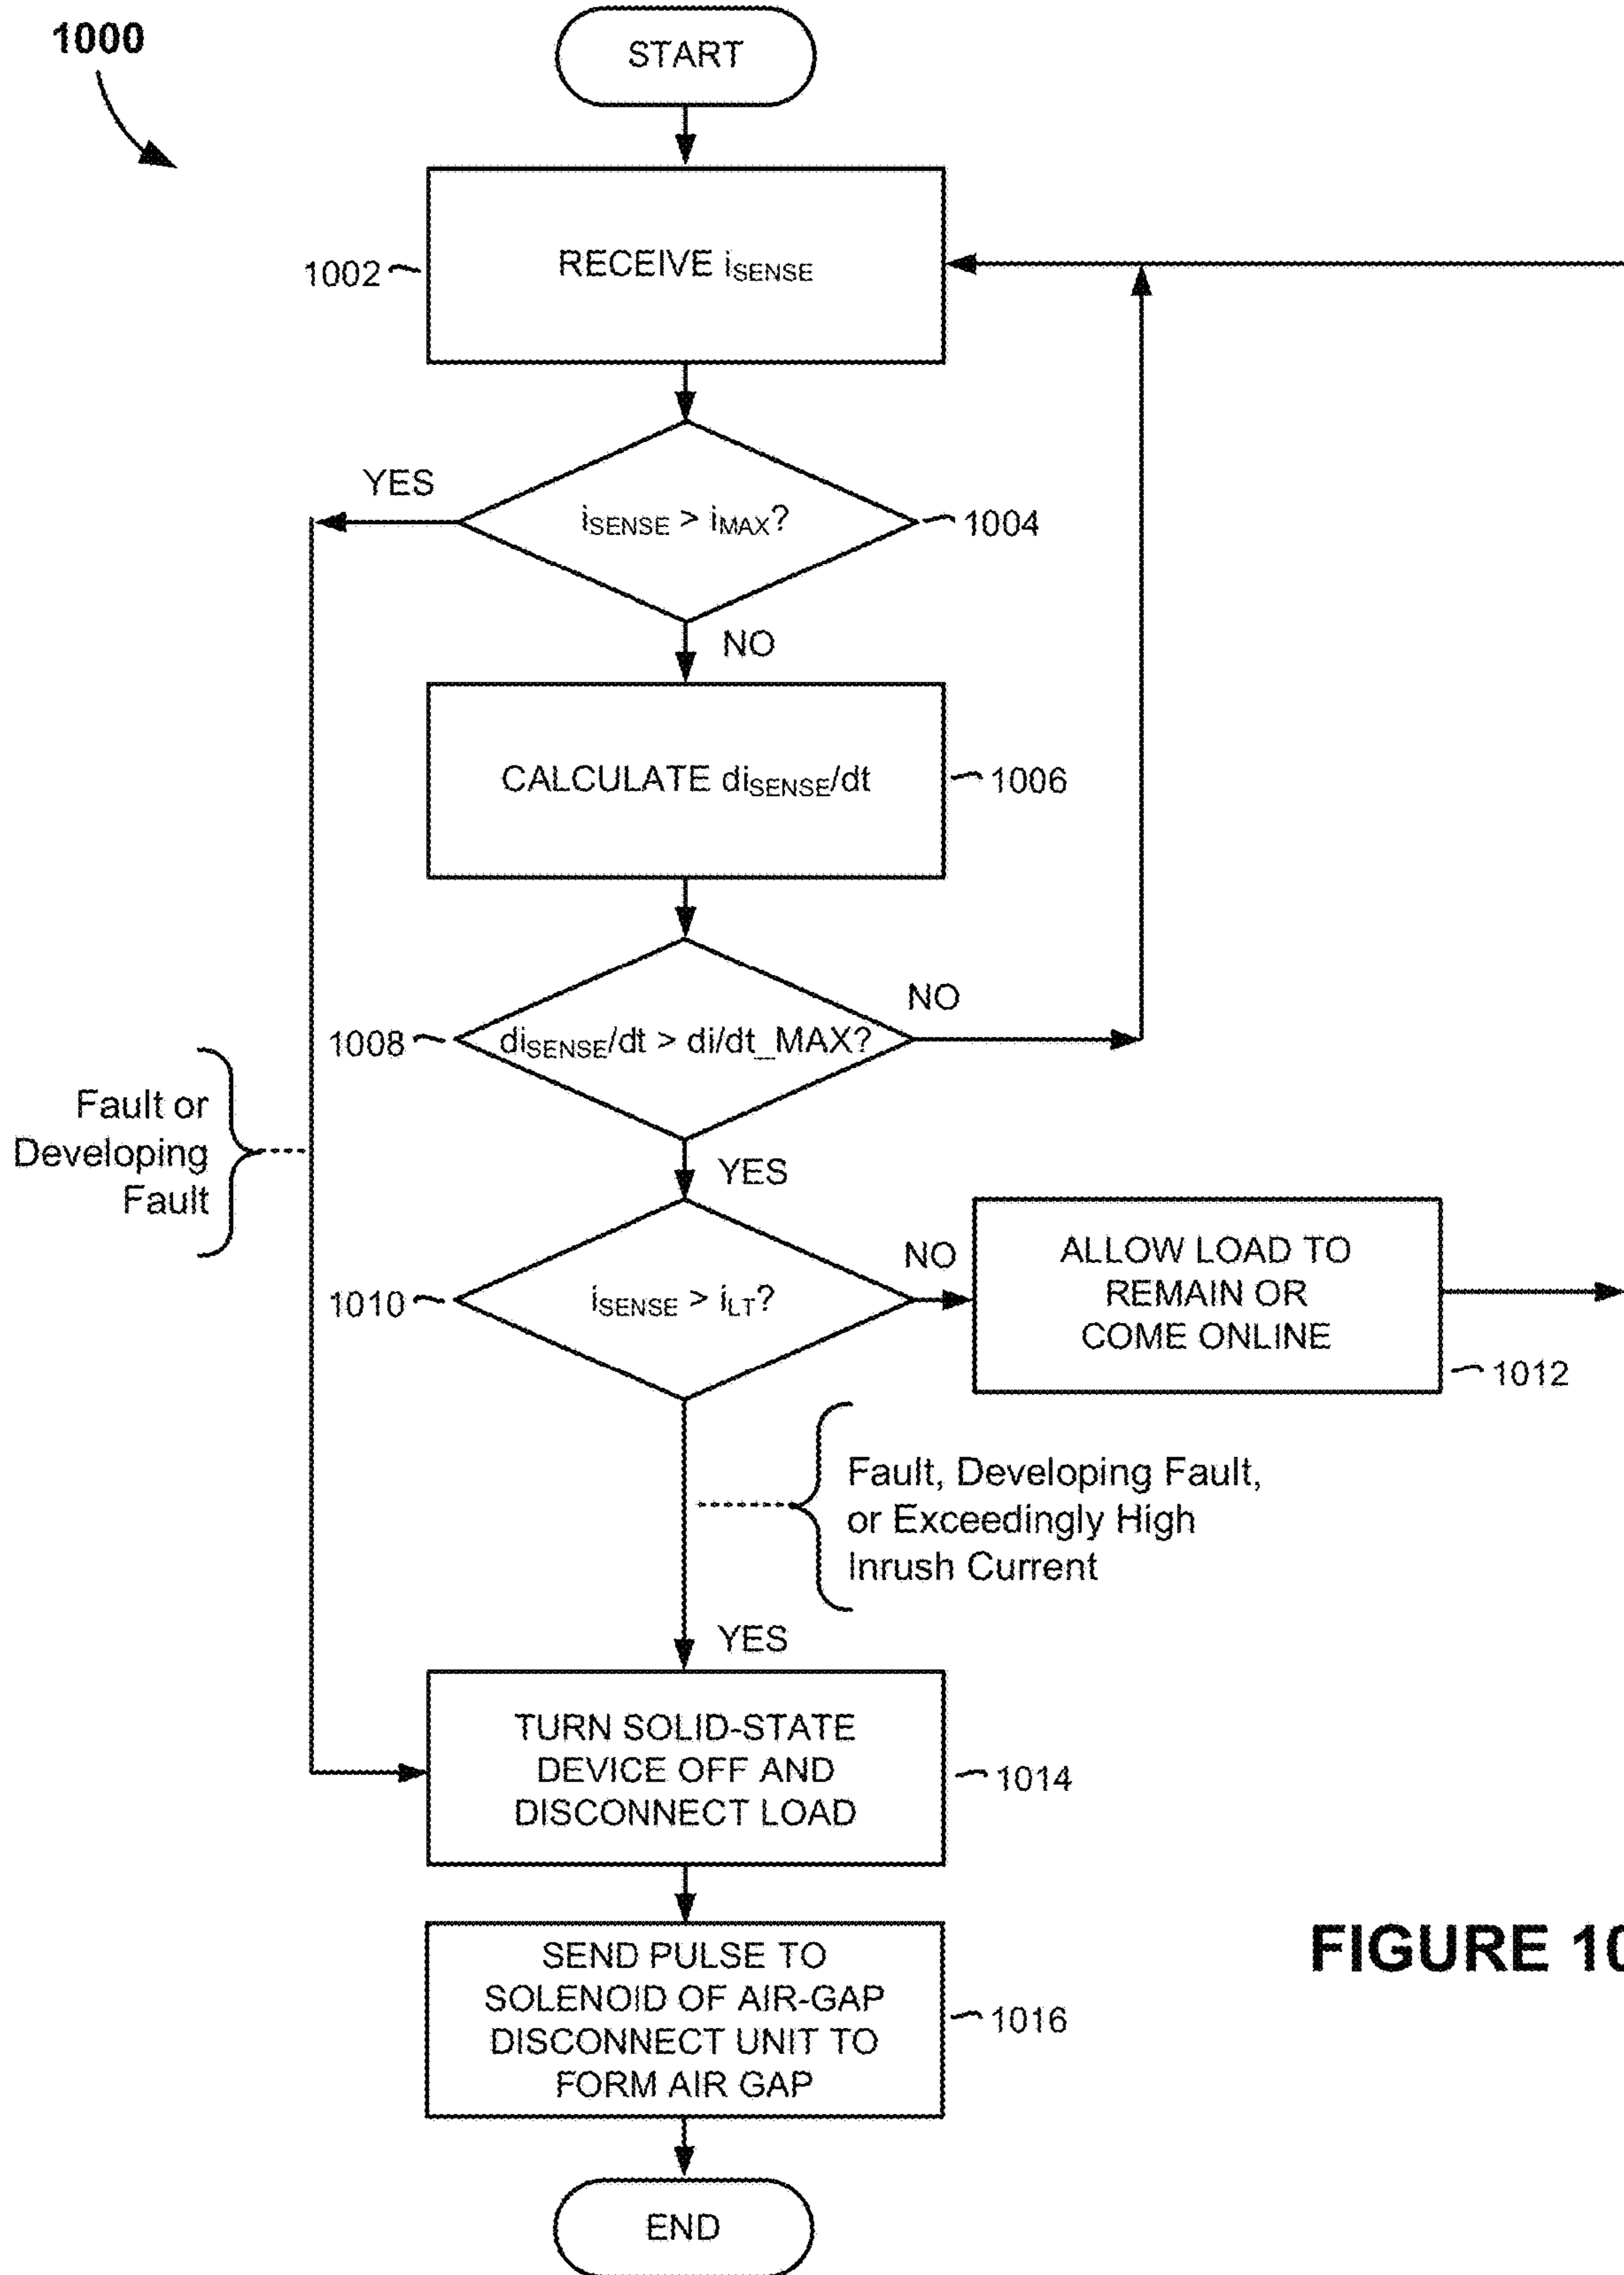 1000
START
1002
RECEIVE iSENSE
YES
iSENSE > iMAX?
1004
NO
CALCULATE diSENSE/dt
1006
NO
1008
diSENSE/dt > di/dt_MAX?
Fault or
Developing
Fault
YES
NO
1010
iSENSE > iLT?
ALLOW LOAD TO
REMAIN OR
COME ONLINE
1012
Fault, Developing Fault,
or Exceedingly High
Inrush Current
YES
TURN SOLID-STATE
DEVICE OFF AND
DISCONNECT LOAD
1014
SEND PULSE TO
SOLENOID OF AIR-GAP
DISCONNECT UNIT TO
FORM AIR GAP
1016
FIGURE 10
END